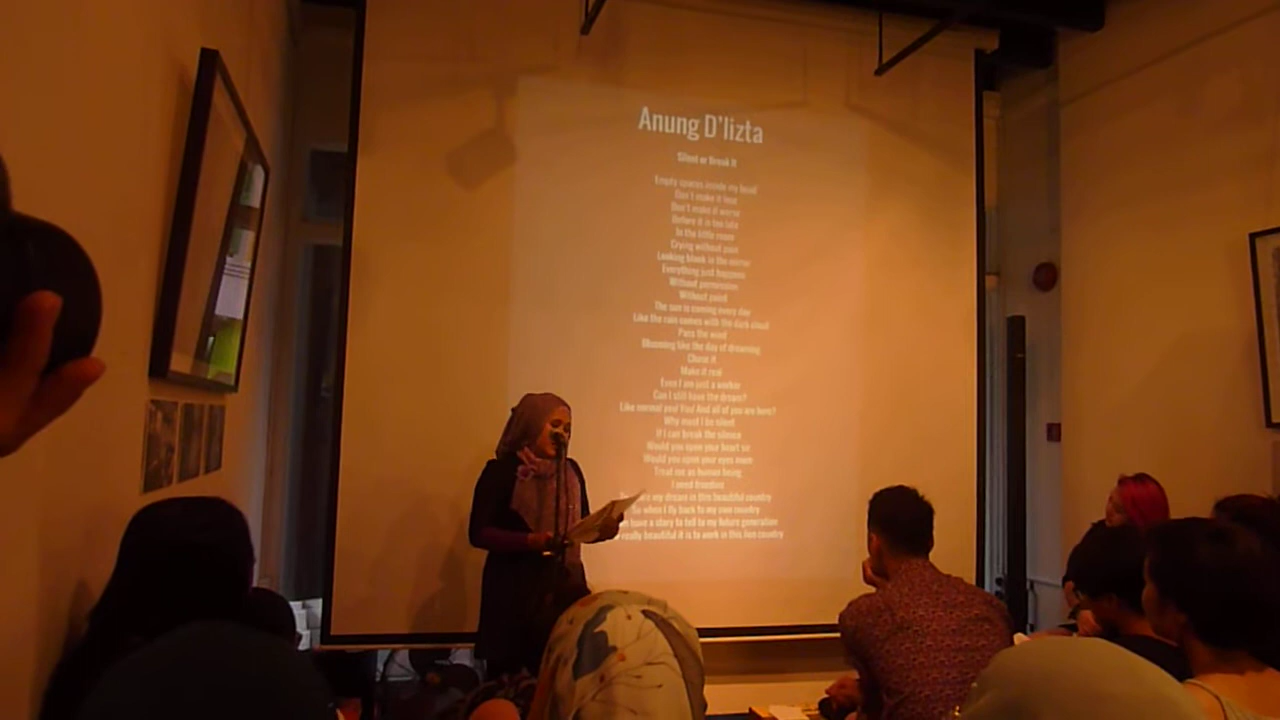 Anung D'lizta
Silent or Break It
Empty spaces inside my head
Don't make it lose
Don't make it worse
Before it is too late
In the little room
Crying without pain
Looking blank in the mirror
Everything just happens
Without permission
Without point
The sun is coming every day
Like the rain comes with the dark cloud
Pass the wind
Blooming like the day of dreaming
Chase it
Make it real
Even I am just a worker
Can I still have the dream?
Like normal you! You! And all of you are here?
Why must I be silent
If I can break the silence
Would you open your heart sir
Would you open your eyes mam
Treat me as human being
I need freedom
my dream in this beautiful country
So when I fly back to my own country
have a story to tell to my future generation
really beautiful it is to work in this lion country